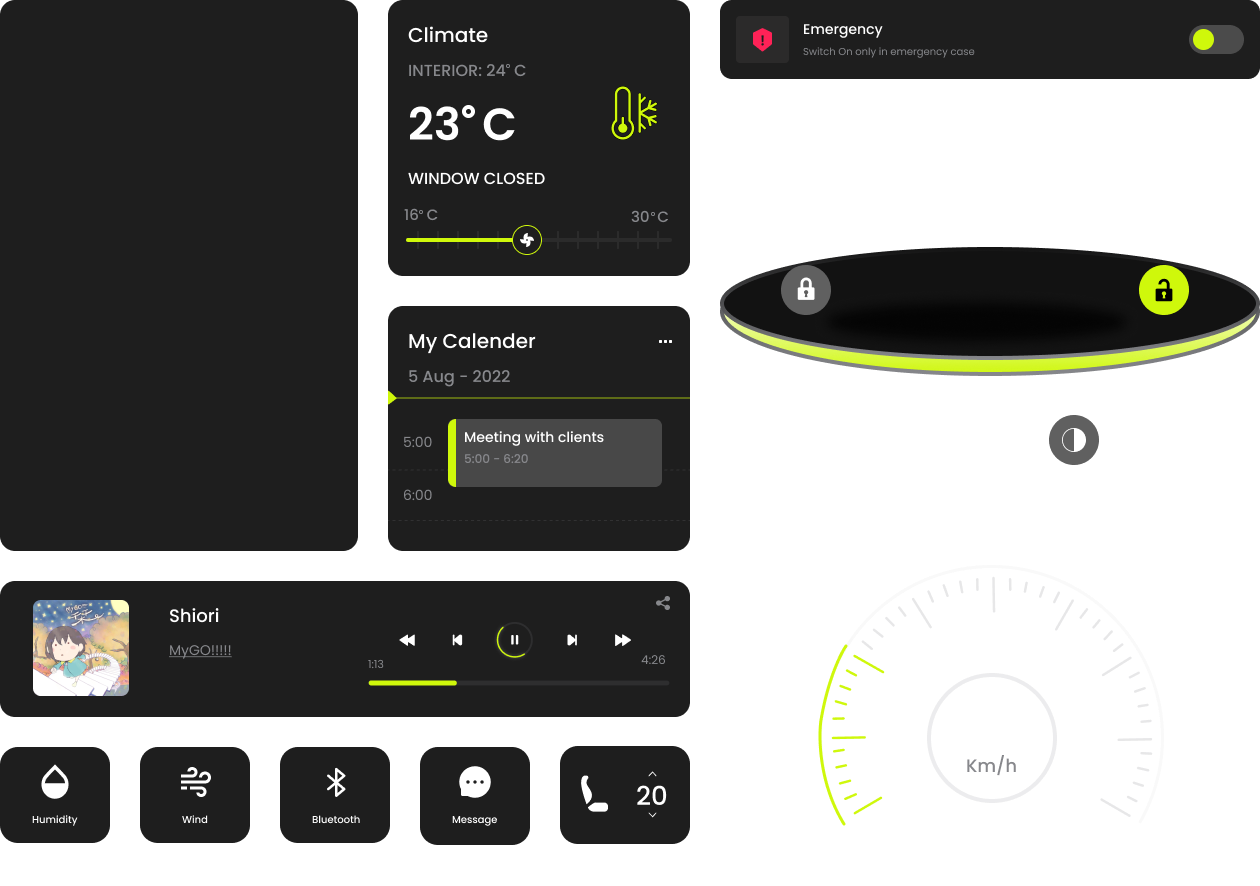 Climate
INTERIOR: 24° C
23° C
WINDOW CLOSED
16° C
30° C
Emergency
Switch On only in emergency case
My Calender
5 Aug - 2022
5:00
Meeting with clients
5:00 - 6:20
6:00
Shiori
MyGO!!!!!
1:13
4:26
Humidity
Wind
Bluetooth
Message
20
Km/h